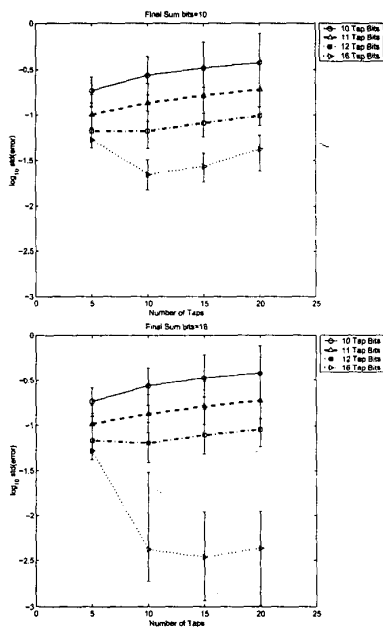 Final Sum bits=10
10 Tap Bits
11 Tap Bits
12 Tap Bits
16 Tap Bits
0
-0.5
-1
-1.5
-2
-2.5
-3
log10 std(error)
0
5
10
15
20
25
Number of Taps
Final Sum bits=16
10 Tap Bits
11 Tap Bits
12 Tap Bits
16 Tap Bits
0
-0.5
-1
-1.5
-2
-2.5
-3
log10 std(error)
0
5
10
15
20
25
Number of Taps